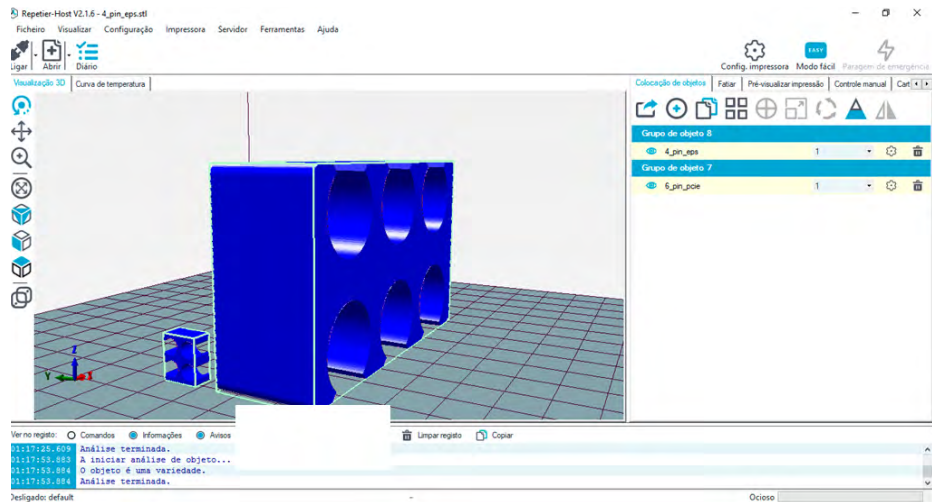 Repetier-Host V2.1.6 - 4_pin_eps.stl
Ficheiro Visualizar Configuração Impressora Servidor Ferramentas Ajuda
Ligar Abrir Diário Config. impressora Modo fácil Paragem de emergência
EASY
Visualização 3D Curva de temperatura
Colocação de objetos Fatiar Pré-visualizar impressão Controle manual Cart
Grupo de objeto 8
4_pin_eps 1
Grupo de objeto 7
6_pin_pcie 1
Z
Y X
Ver no registo: Comandos Informações Avisos Limpar registo Copiar
01:17:25.609 Análise terminada.
01:17:53.883 A iniciar análise de objeto...
01:17:53.884 O objeto é uma variedade.
01:17:53.884 Análise terminada.
Desligado: default - Ocioso